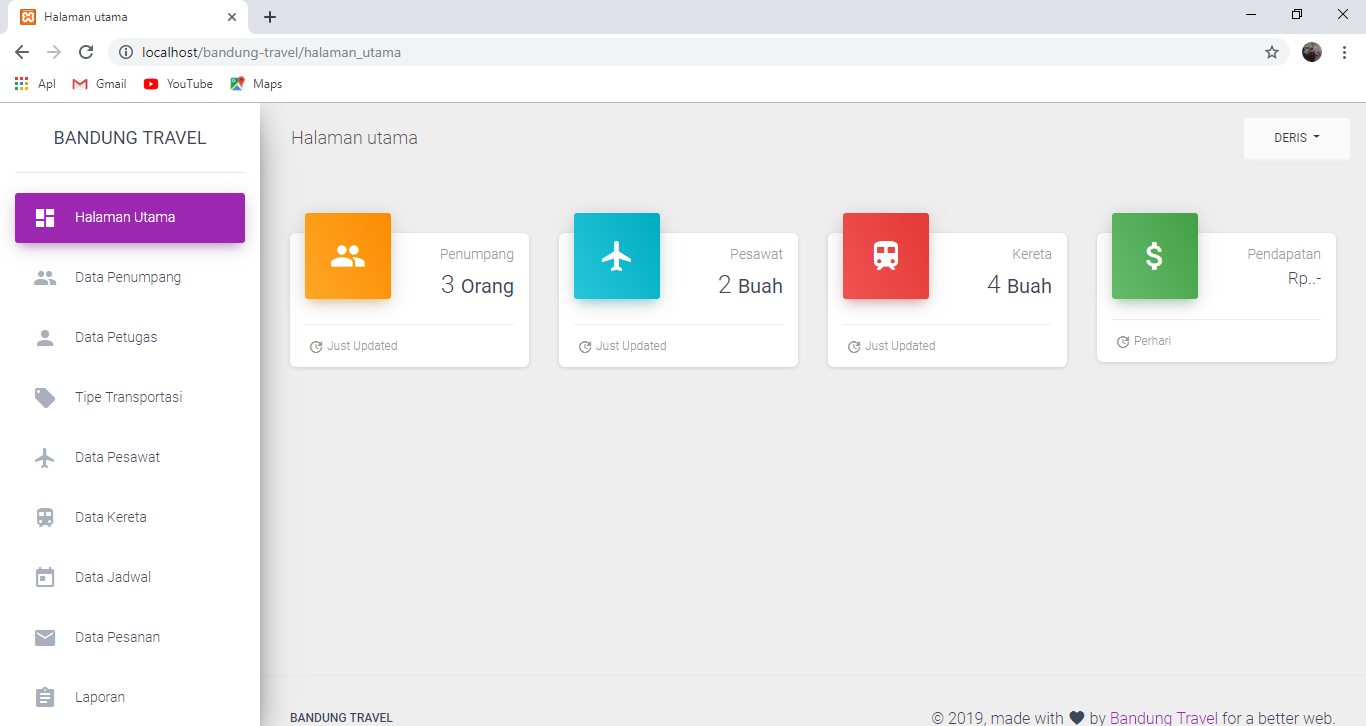 Halaman utama
localhost/bandung-travel/halaman_utama
Apl Gmail YouTube Maps
BANDUNG TRAVEL
Halaman utama
DERIS
Halaman Utama
Data Penumpang
Data Petugas
Tipe Transportasi
Data Pesawat
Data Kereta
Data Jadwal
Data Pesanan
Laporan
Penumpang
3 Orang
Just Updated
Pesawat
2 Buah
Just Updated
Kereta
4 Buah
Just Updated
Pendapatan
Rp..-
Perhari
BANDUNG TRAVEL
© 2019, made with by Bandung Travel for a better web.